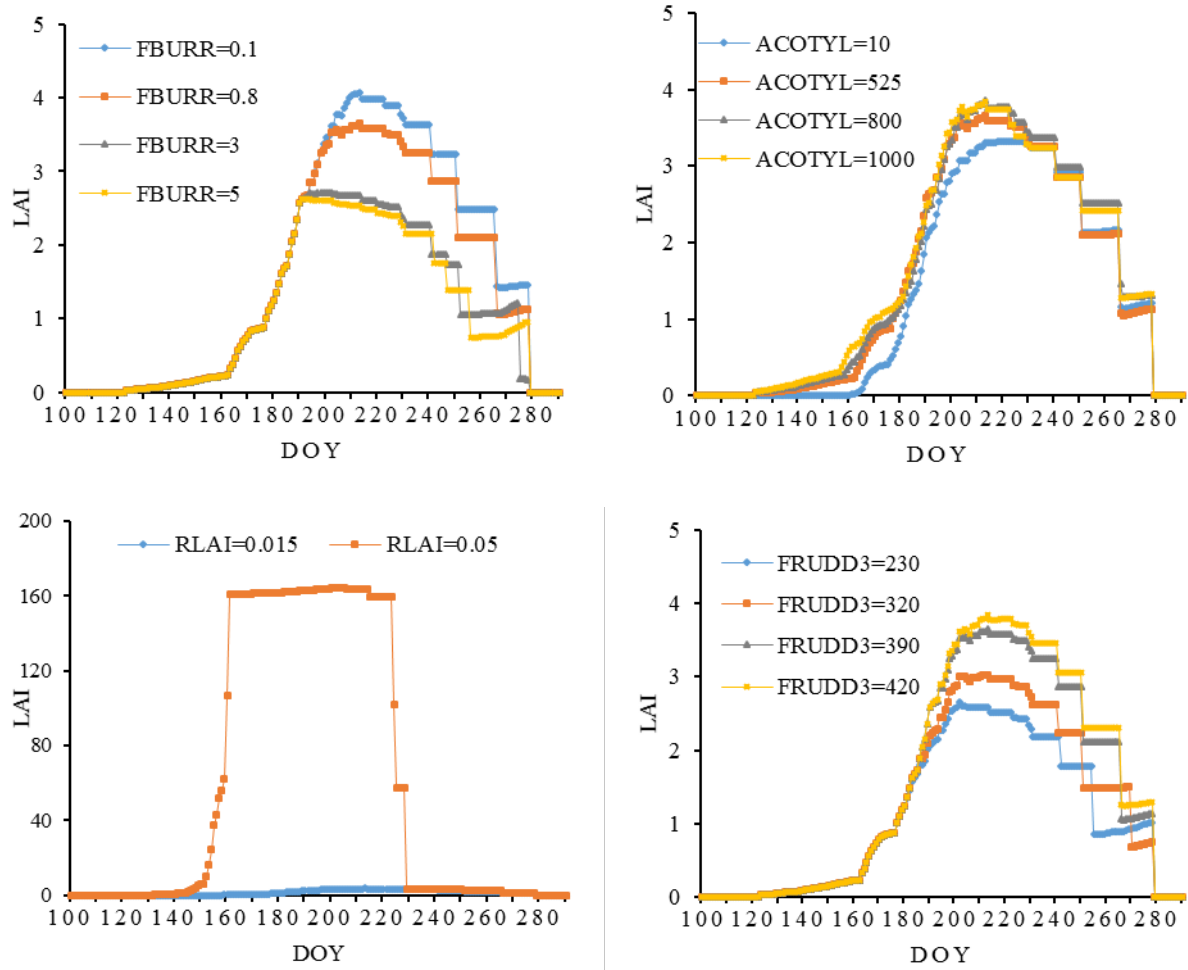 5
4
3
2
1
0
LAI
FBURR=0.1
FBURR=0.8
FBURR=3
FBURR=5
100 120 140 160 180 200 220 240 260 280
DOY
5
4
3
2
1
0
LAI
ACOTYL=10
ACOTYL=525
ACOTYL=800
ACOTYL=1000
100 120 140 160 180 200 220 240 260 280
DOY
200
160
120
80
40
0
LAI
RLAI=0.015 RLAI=0.05
100 120 140 160 180 200 220 240 260 280
DOY
5
4
3
2
1
0
LAI
FRUDD3=230
FRUDD3=320
FRUDD3=390
FRUDD3=420
100 120 140 160 180 200 220 240 260 280
DOY